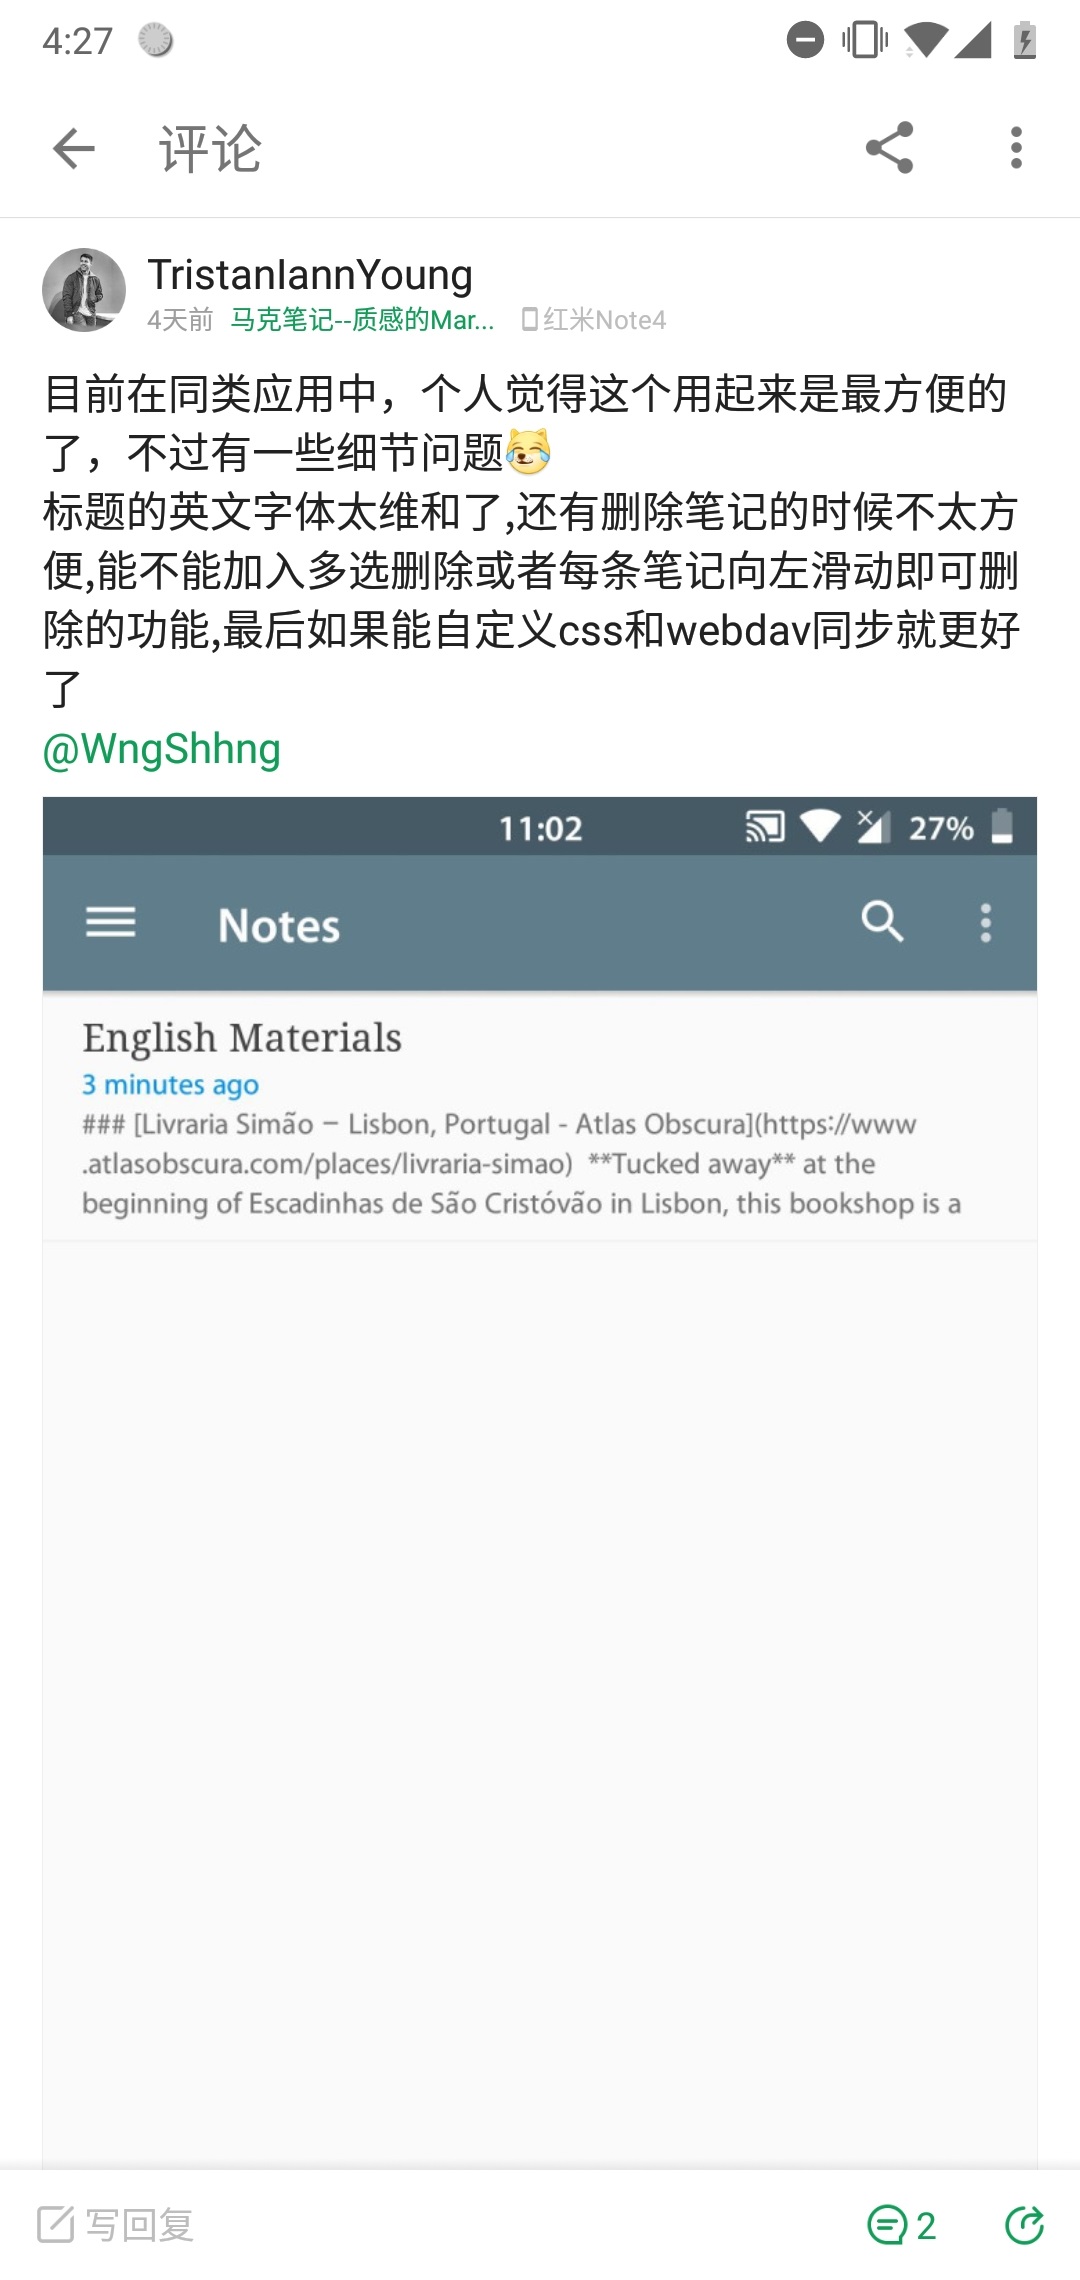 4:27
评论
TristanIannYoung
4天前 马克笔记--质感的Mar... 红米Note4
目前在同类应用中，个人觉得这个用起来是最方便的
了，不过有一些细节问题😹
标题的英文字体太维和了,还有删除笔记的时候不太方
便,能不能加入多选删除或者每条笔记向左滑动即可删
除的功能,最后如果能自定义css和webdav同步就更好
了
@WngShhng
11:02 27%
Notes
English Materials
3 minutes ago
### [Livraria Simão – Lisbon, Portugal - Atlas Obscura](https://www
.atlasobscura.com/places/livraria-simao)  **Tucked away** at the
beginning of Escadinhas de São Cristóvão in Lisbon, this bookshop is a
写回复 2